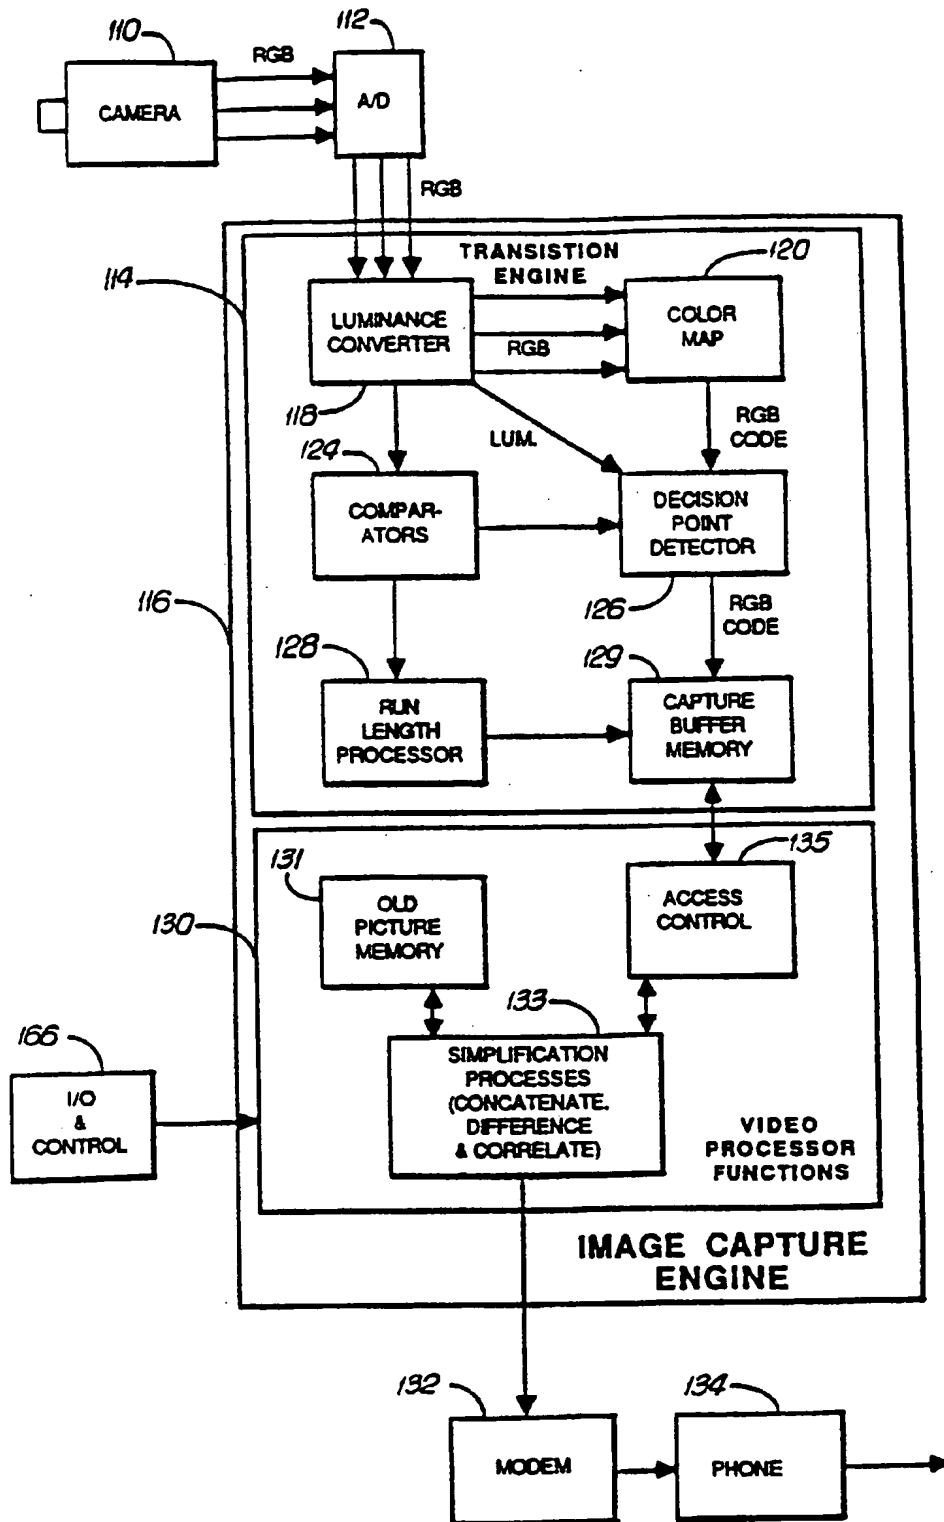 110
112
RGB
CAMERA
A/D
RGB
TRANSISTION
ENGINE
120
114
LUMINANCE
CONVERTER
RGB
COLOR
MAP
118
LUM.
RGB
CODE
124
COMPAR-
ATORS
DECISION
POINT
DETECTOR
116
126
RGB
CODE
128
129
RUN
LENGTH
PROCESSOR
CAPTURE
BUFFER
MEMORY
131
135
OLD
PICTURE
MEMORY
ACCESS
CONTROL
130
133
166
SIMPLIFICATION
PROCESSES
(CONCATENATE.
DIFFERENCE
& CORRELATE)
I/O
&
CONTROL
VIDEO
PROCESSOR
FUNCTIONS
IMAGE CAPTURE
ENGINE
132
134
MODEM
PHONE